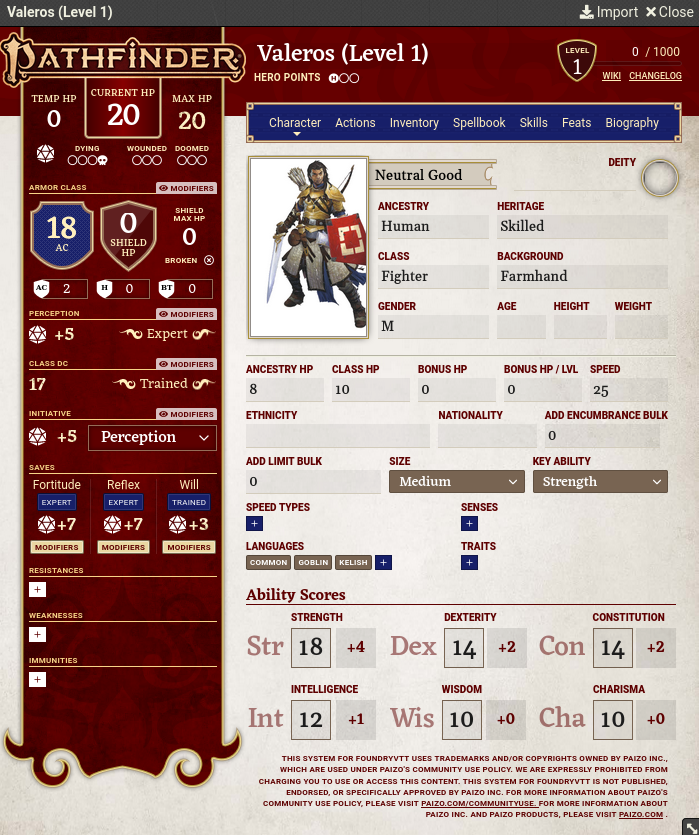 Valeros (Level 1)
Import Close
PATHFINDER
Valeros (Level 1)
HERO POINTS H
LEVEL
1
0 / 1000
WIKI CHANGELOG
TEMP HP
0
CURRENT HP
20
MAX HP
20
DYING WOUNDED DOOMED
ARMOR CLASS MODIFIERS
18
AC
0
SHIELD
HP
SHIELD
MAX HP
0
BROKEN
AC 2 H 0 BT 0
PERCEPTION MODIFIERS
+5 Expert
CLASS DC MODIFIERS
17 Trained
INITIATIVE MODIFIERS
+5 Perception
SAVES
Fortitude Reflex Will
EXPERT EXPERT TRAINED
+7 +7 +3
MODIFIERS MODIFIERS MODIFIERS
RESISTANCES
+
WEAKNESSES
+
IMMUNITIES
+
Character Actions Inventory Spellbook Skills Feats Biography
Neutral Good
DEITY
ANCESTRY HERITAGE
Human Skilled
CLASS BACKGROUND
Fighter Farmhand
GENDER AGE HEIGHT WEIGHT
M
ANCESTRY HP CLASS HP BONUS HP BONUS HP / LVL SPEED
8 10 0 0 25
ETHNICITY NATIONALITY ADD ENCUMBRANCE BULK
0
ADD LIMIT BULK SIZE KEY ABILITY
0 Medium Strength
SPEED TYPES SENSES
+ +
LANGUAGES TRAITS
COMMON GOBLIN KELISH + +
Ability Scores
STRENGTH DEXTERITY CONSTITUTION
Str 18 +4 Dex 14 +2 Con 14 +2
INTELLIGENCE WISDOM CHARISMA
Int 12 +1 Wis 10 +0 Cha 10 +0
THIS SYSTEM FOR FOUNDRYVTT USES TRADEMARKS AND/OR COPYRIGHTS OWNED BY PAIZO INC.,
WHICH ARE USED UNDER PAIZO'S COMMUNITY USE POLICY. WE ARE EXPRESSLY PROHIBITED FROM
CHARGING YOU TO USE OR ACCESS THIS CONTENT. THIS SYSTEM FOR FOUNDRYVTT IS NOT PUBLISHED,
ENDORSED, OR SPECIFICALLY APPROVED BY PAIZO INC. FOR MORE INFORMATION ABOUT PAIZO'S
COMMUNITY USE POLICY, PLEASE VISIT PAIZO.COM/COMMUNITYUSE. FOR MORE INFORMATION ABOUT
PAIZO INC. AND PAIZO PRODUCTS, PLEASE VISIT PAIZO.COM .